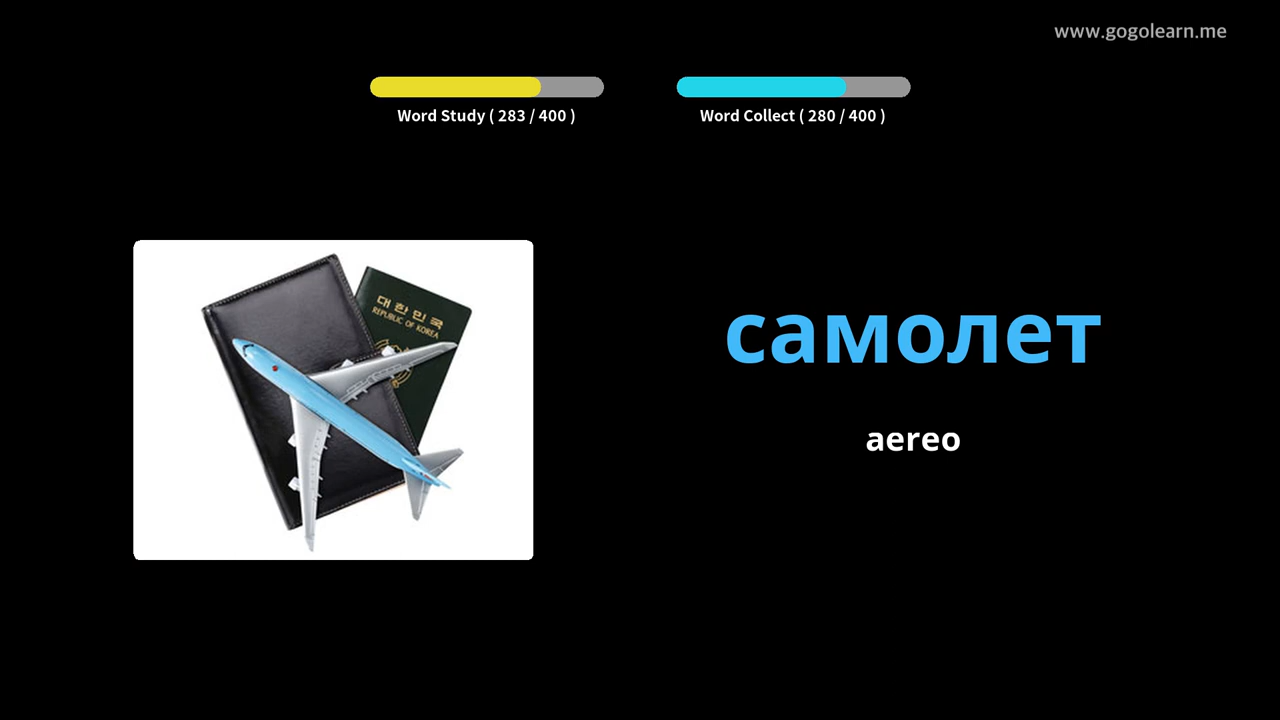 www.gogolearn.me
Word Study ( 283 / 400 )
Word Collect ( 280 / 400 )
대한민국
REPUBLIC OF KOREA
самолет
aereo